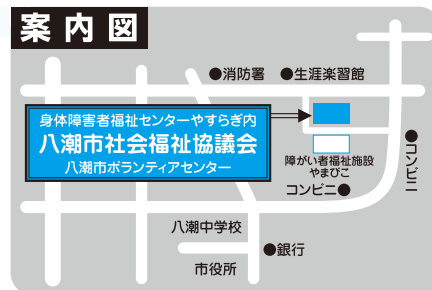 案内図
●消防署 ●生涯楽習館
身体障害者福祉センターやすらぎ内
八潮市社会福祉協議会
八潮市ボランティアセンター
障がい者福祉施設
やまびこ
コンビニ●
●コンビニ
八潮中学校
●銀行
市役所